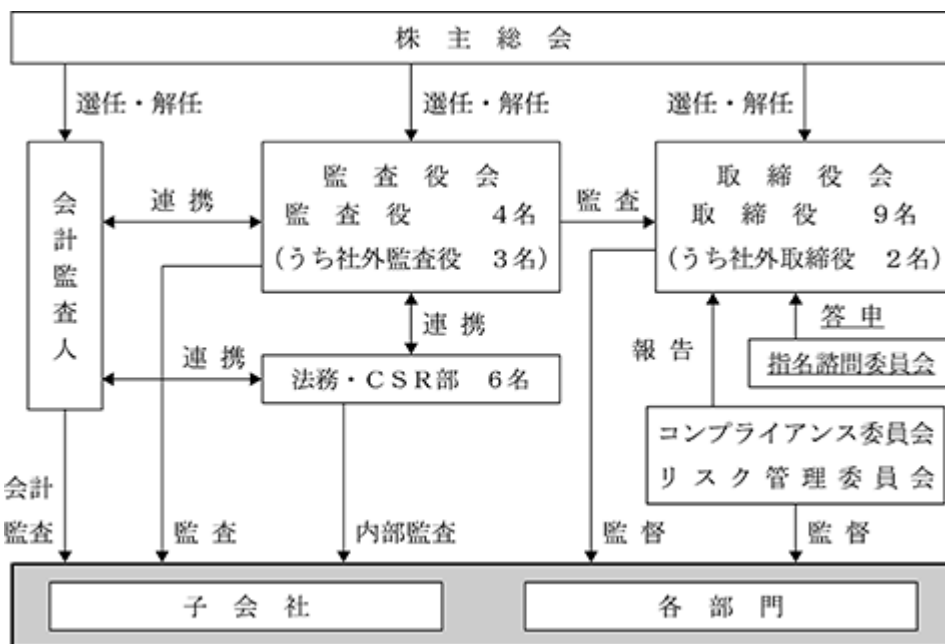 株主総会
選任・解任
選任・解任
選任・解任
会計監査人
連携
監査役会
監査役 4名
(うち社外監査役 3名)
監査
取締役会
取締役 9名
(うち社外取締役 2名)
連携
答申
報告
指名諮問委員会
連携
法務・CSR部 6名
コンプライアンス委員会
リスク管理委員会
会計
監査
監査
内部監査
監督
監督
子会社
各部門